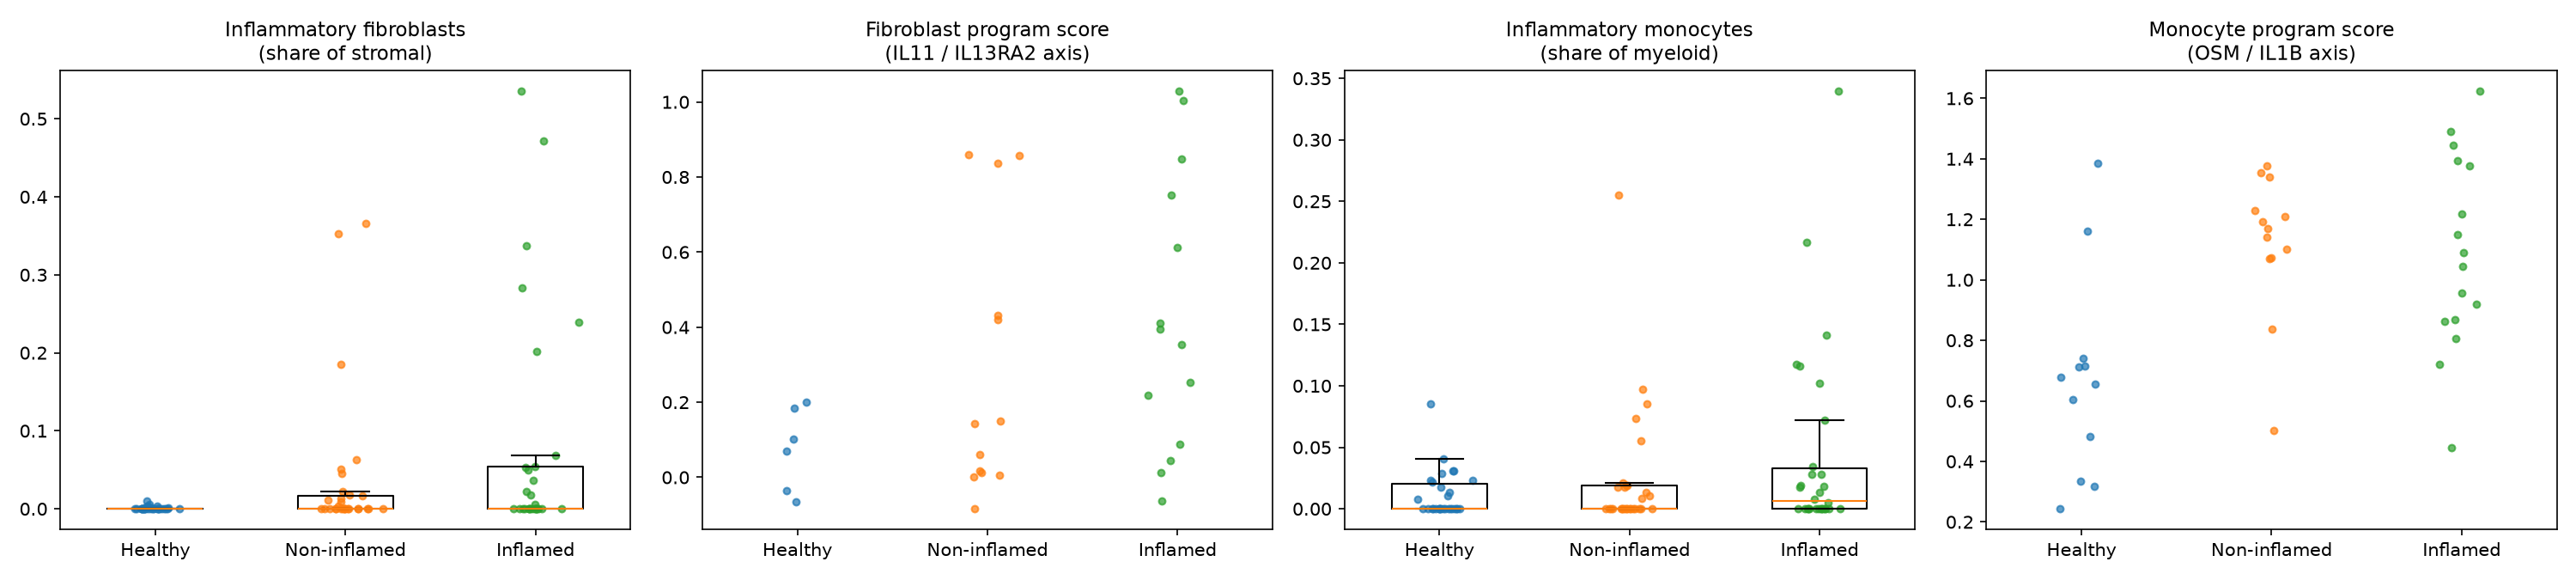 Inflammatory fibroblasts
(share of stromal)
0.5
0.4
0.3
0.2
0.1
0.0
Healthy
Non-inflamed
Inflamed
Fibroblast program score
(IL11 / IL13RA2 axis)
1.0
0.8
0.6
0.4
0.2
0.0
Healthy
Non-inflamed
Inflamed
Inflammatory monocytes
(share of myeloid)
0.35
0.30
0.25
0.20
0.15
0.10
0.05
0.00
Healthy
Non-inflamed
Inflamed
Monocyte program score
(OSM / IL1B axis)
1.6
1.4
1.2
1.0
0.8
0.6
0.4
0.2
Healthy
Non-inflamed
Inflamed